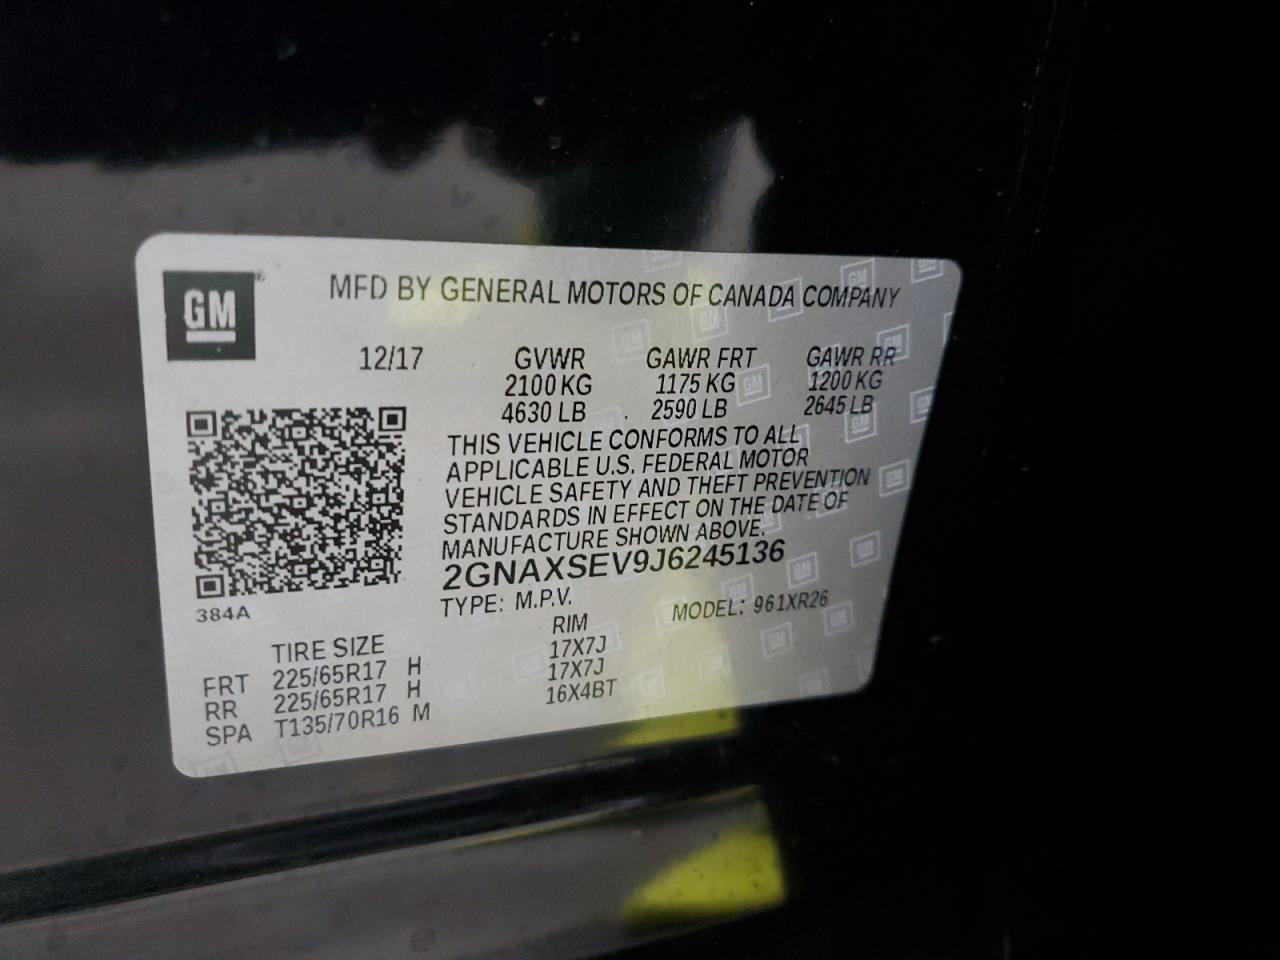 GM
MFD BY GENERAL MOTORS OF CANADA COMPANY
12/17 GVWR GAWR FRT GAWR RR
2100 KG 1175 KG 1200 KG
4630 LB 2590 LB 2645 LB
THIS VEHICLE CONFORMS TO ALL
APPLICABLE U.S. FEDERAL MOTOR
VEHICLE SAFETY AND THEFT PREVENTION
STANDARDS IN EFFECT ON THE DATE OF
MANUFACTURE SHOWN ABOVE.
2GNAXSEV9J6245136
384A
TYPE: M.P.V. MODEL: 961XR26
TIRE SIZE RIM
FRT 225/65R17 H 17X7J
RR 225/65R17 H 17X7J
SPA T135/70R16 M 16X4BT